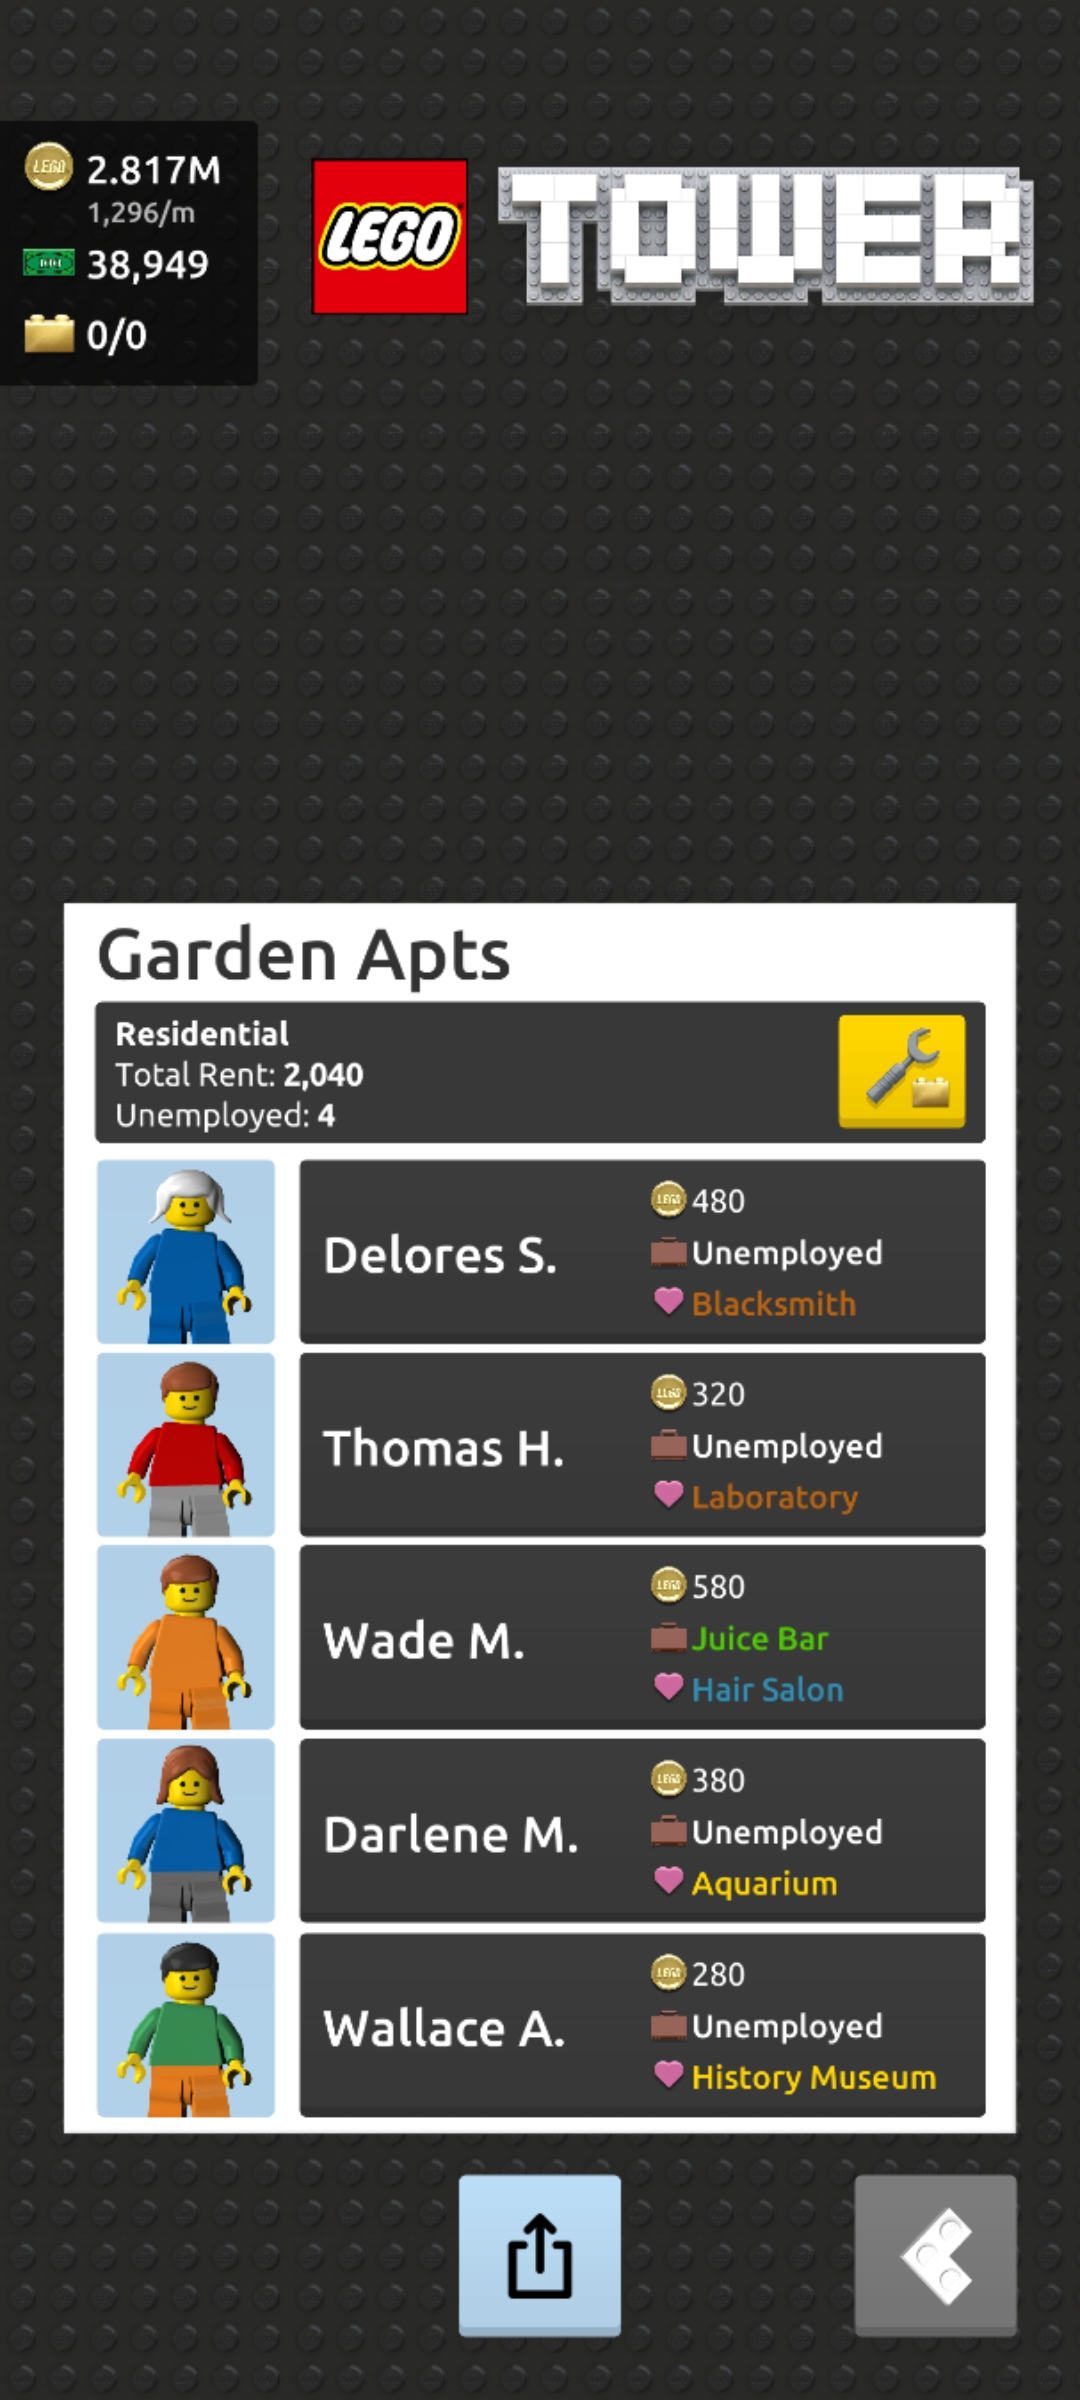 2.817M
1,296/m
38,949
0/0
LEGO TOWER
Garden Apts
Residential
Total Rent: 2,040
Unemployed: 4
Delores S.
480
Unemployed
Blacksmith
Thomas H.
320
Unemployed
Laboratory
Wade M.
580
Juice Bar
Hair Salon
Darlene M.
380
Unemployed
Aquarium
Wallace A.
280
Unemployed
History Museum